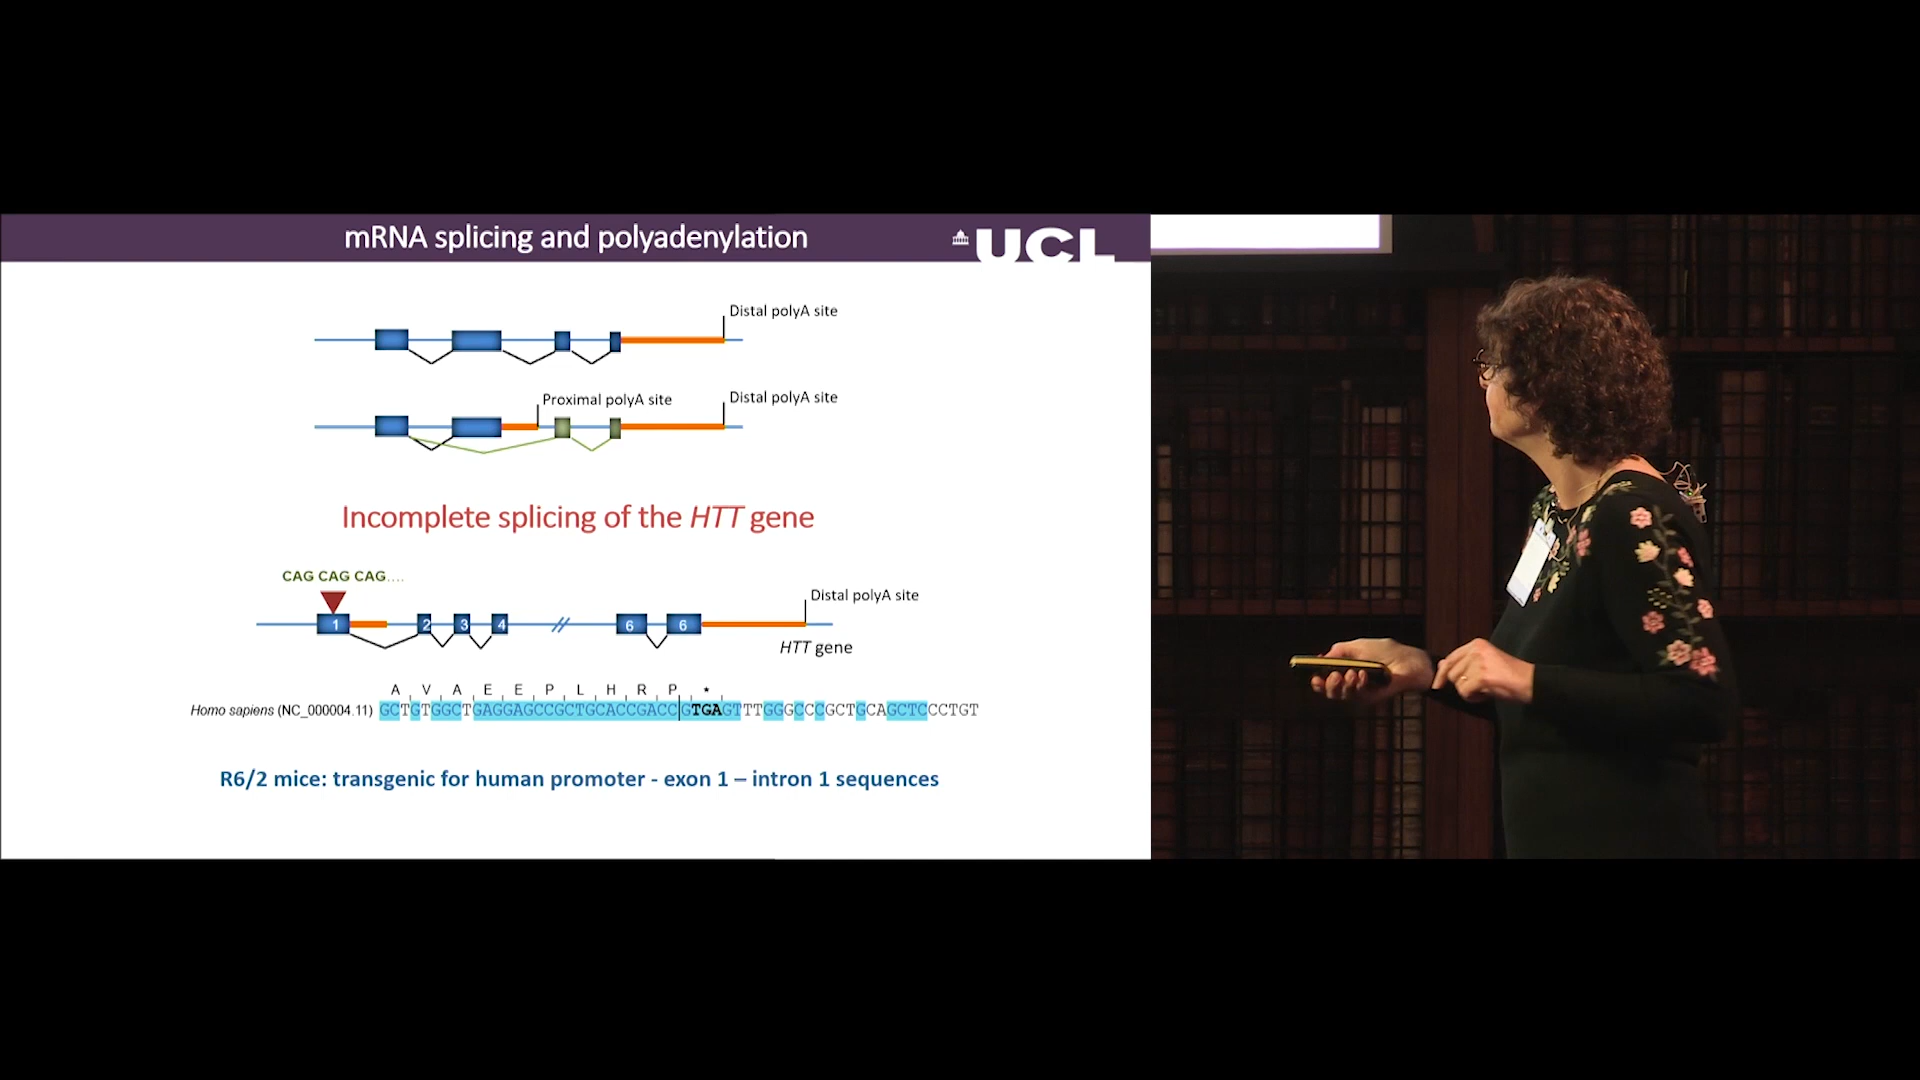 mRNA splicing and polyadenylation
UCL
Distal polyA site
Proximal polyA site
Distal polyA site
Incomplete splicing of the HTT gene
CAG CAG CAG....
Distal polyA site
1 2 3 4 // 6 6
HTT gene
A V A E E P L H R P *
Homo sapiens (NC_000004.11) GCTGTGGCTGAGGAGCCGCTGCACCGACCGTGAGTTTGGGCCCGCTGCAGCTCCCTGT
R6/2 mice: transgenic for human promoter - exon 1 – intron 1 sequences